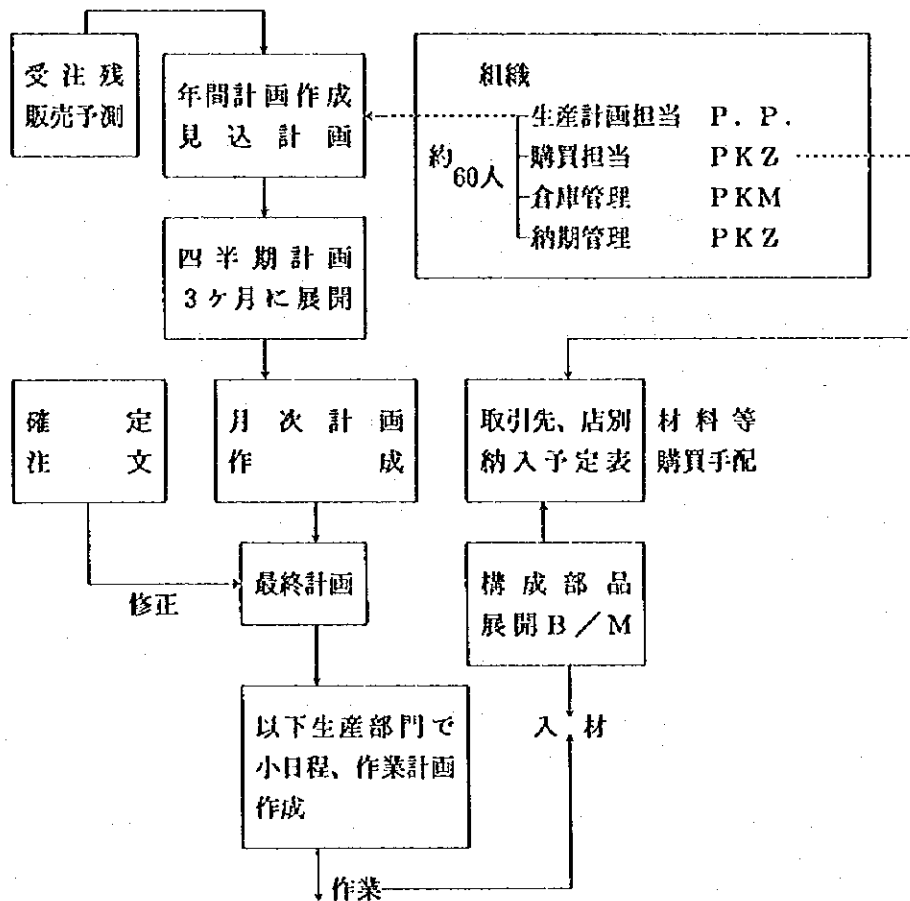 受注残
販売予測
年間計画作成
見込計画
組織
約60人
生産計画担当 P.P.
購買担当 PKZ
倉庫管理 PKM
納期管理 PKZ
四半期計画
3ケ月に展開
確定
注文
月次計画
作成
取引先、店別
納入予定表
材料等
購買手配
修正
最終計画
構成部品
展開B/M
以下生産部門で
小日程、作業計画
作成
入材
作業